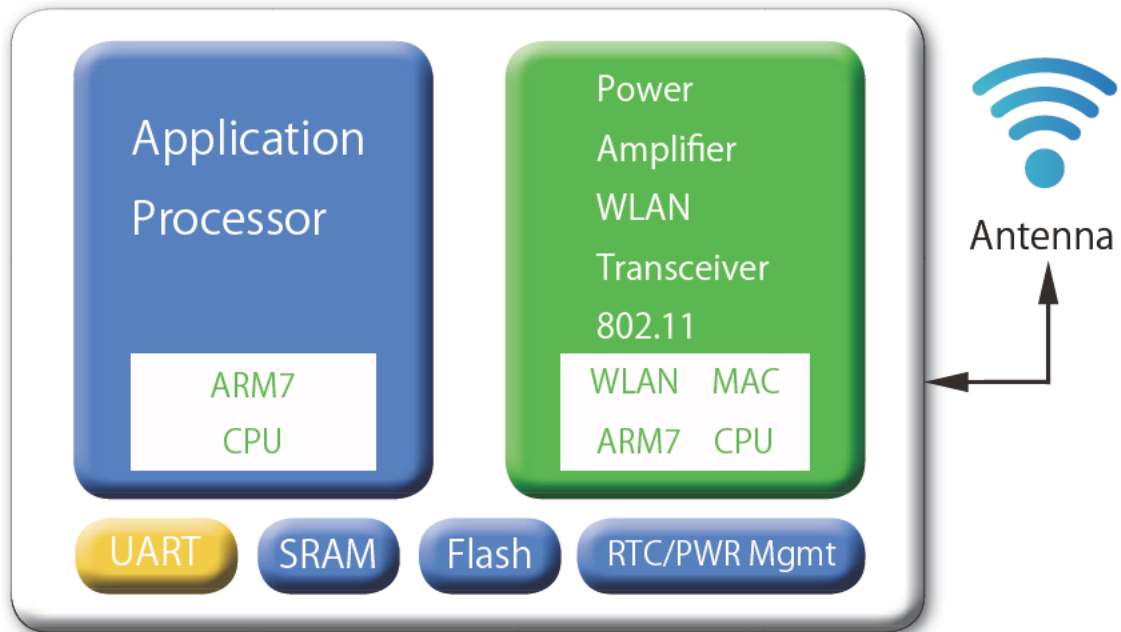 Application
Processor
ARM7
CPU
Power
Amplifier
WLAN
Transceiver
802.11
WLAN MAC
ARM7 CPU
Antenna
UART
SRAM
Flash
RTC/PWR Mgmt